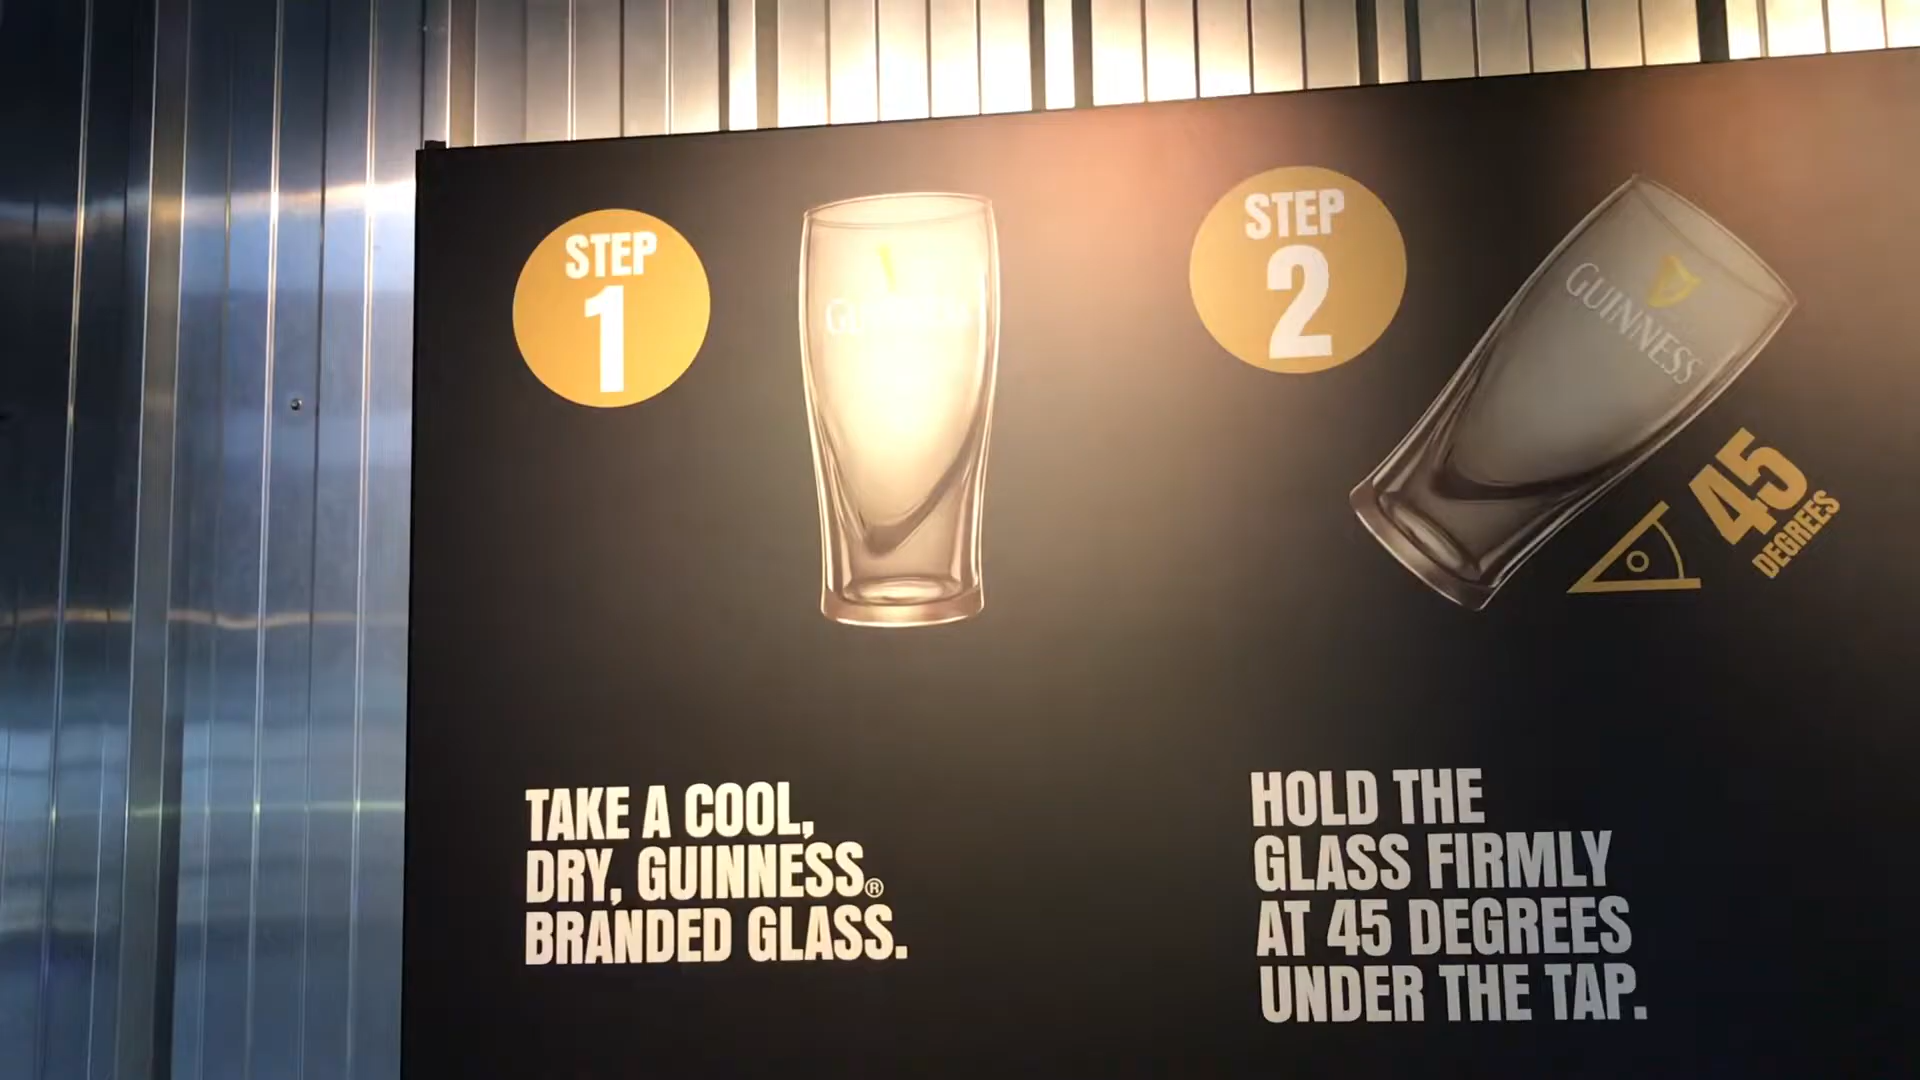 STEP
1
GUINNESS
TAKE A COOL,
DRY, GUINNESS®
BRANDED GLASS.
STEP
2
GUINNESS
45
DEGREES
HOLD THE
GLASS FIRMLY
AT 45 DEGREES
UNDER THE TAP.